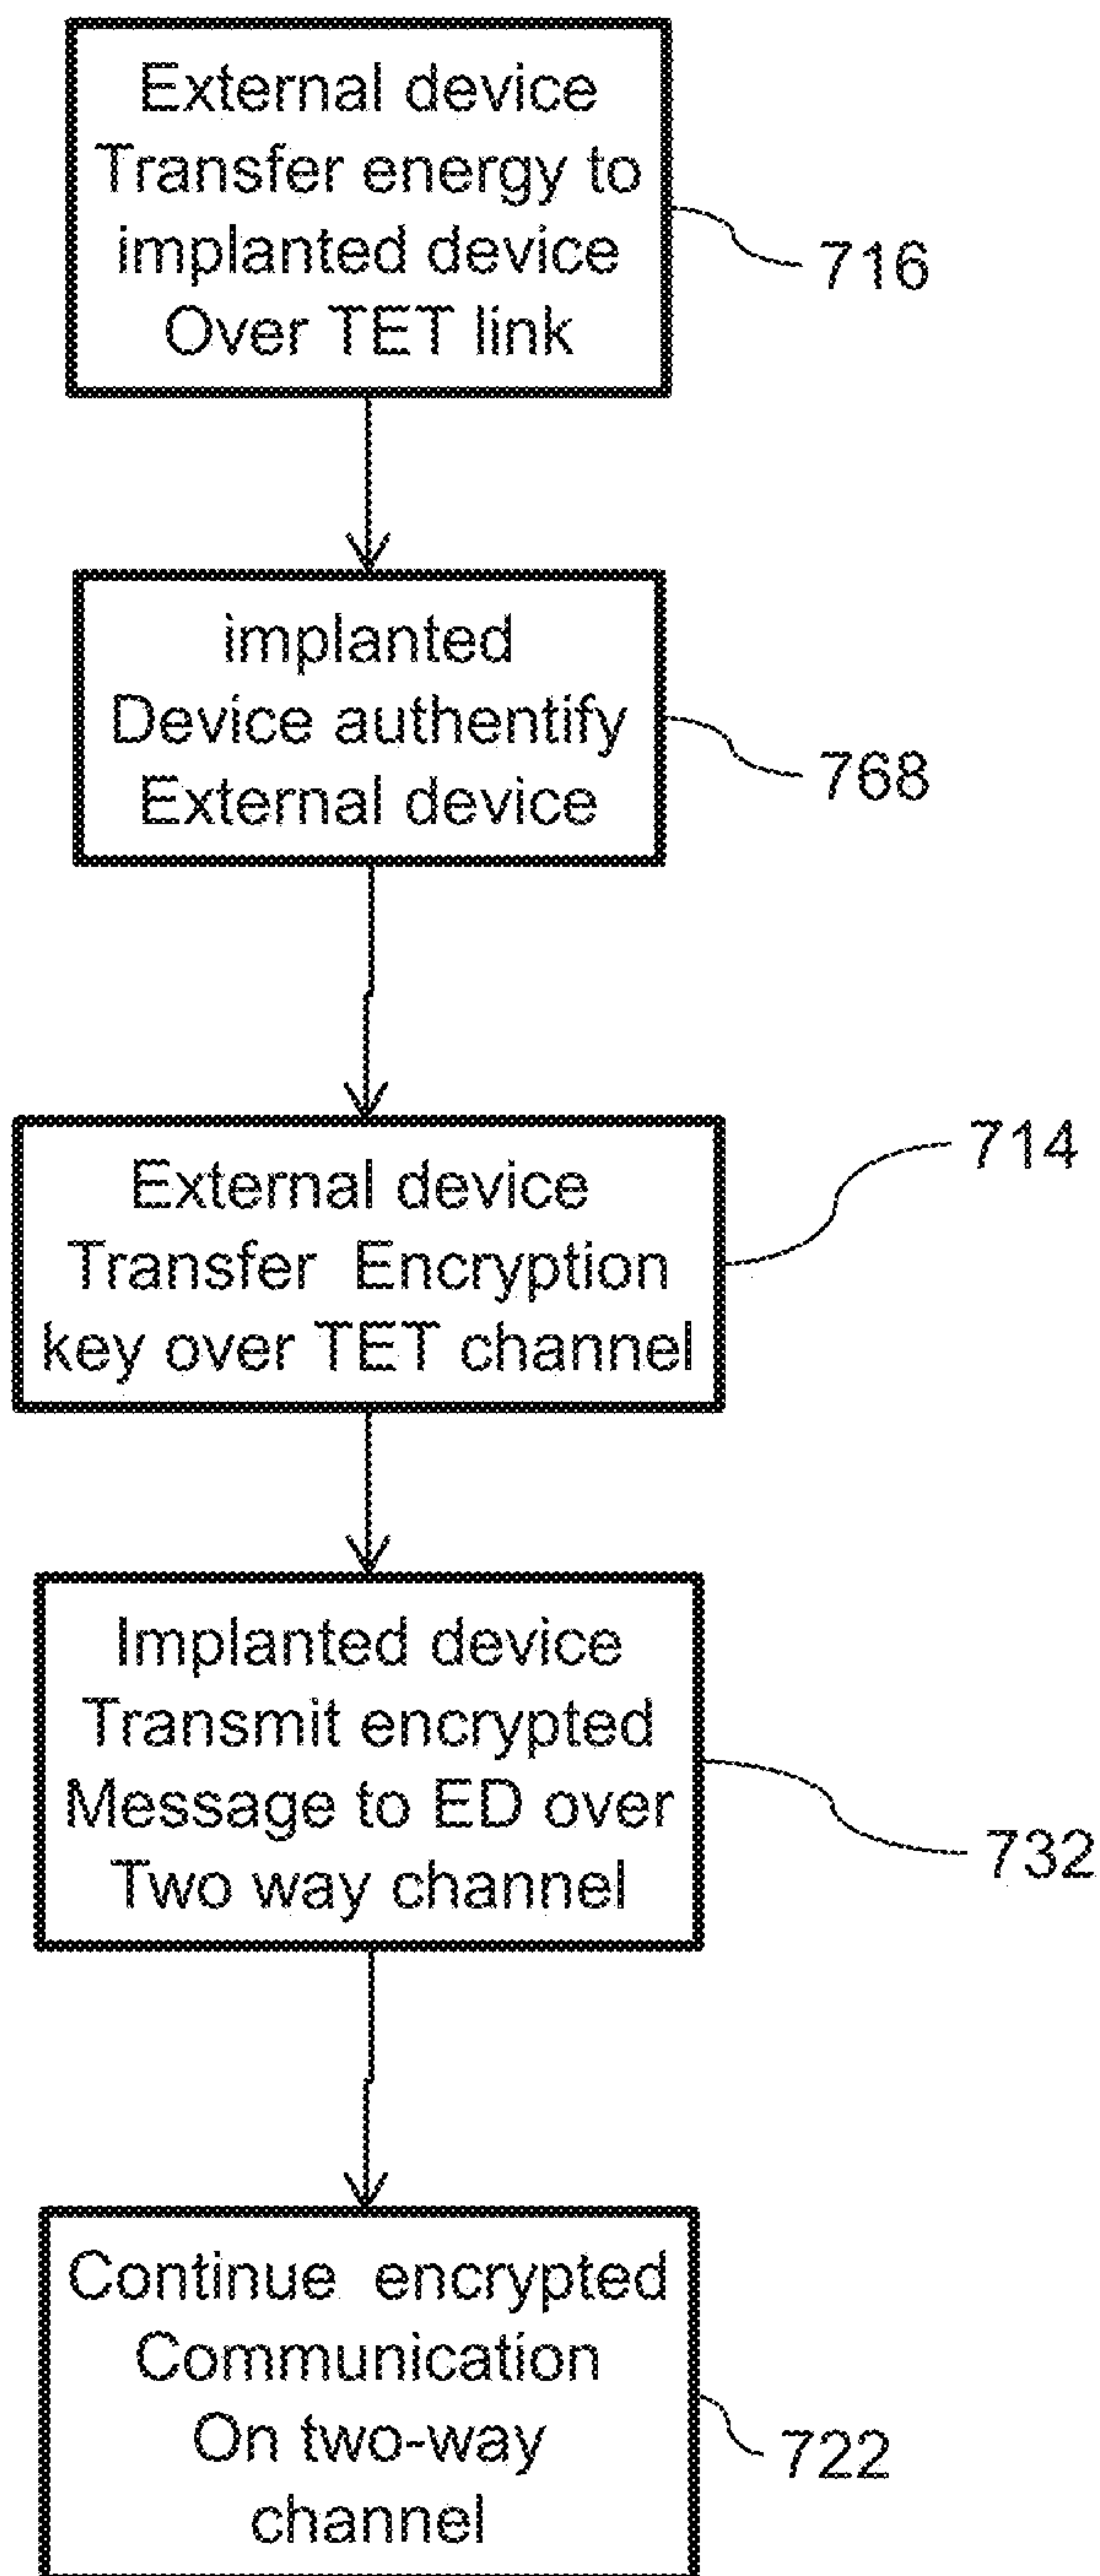 External device
Transfer energy to
implanted device
Over TET link
716
implanted
Device authentify
External device
768
External device
Transfer Encryption
key over TET channel
714
Implanted device
Transmit encrypted
Message to ED over
Two way channel
732
Continue encrypted
Communication
On two-way
channel
722